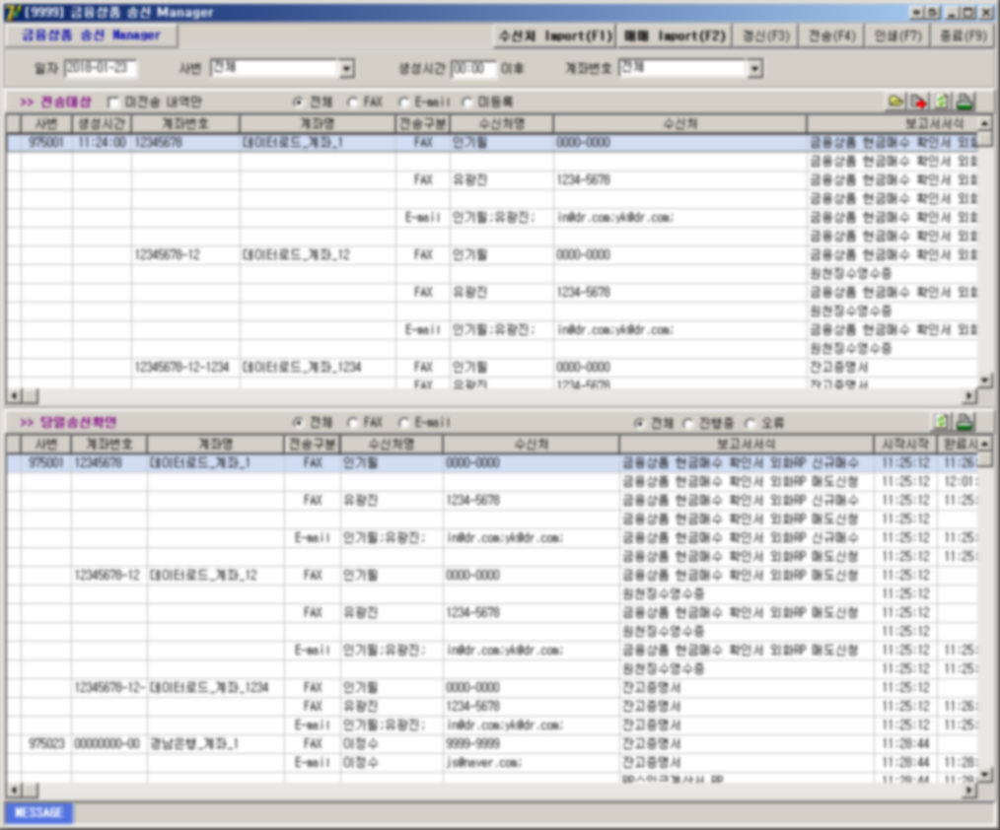 [9999] 금융상품 송신 Manager
금융상품 송신 Manager 수신처 Import(F1) 매매 Import(F2) 갱신(F3) 전송(F4) 인쇄(F7) 종료(F9)
일자 2018-01-23 사번 전체 생성시간 00:00 이후 계좌번호 전체
>> 전송대상 미전송 내역만 전체 FAX E-mail 미등록
사번 생성시간 계좌번호 계좌명 전송구분 수신처명 수신처 보고서서식
975001 11:24:00 12345678 데이터로드_계좌_1 FAX 인기필 0000-0000 금융상품 현금매수 확인서 외화
금융상품 현금매수 확인서 외화
FAX 유광진 1234-5678 금융상품 현금매수 확인서 외화
금융상품 현금매수 확인서 외화
E-mail 인기필;유광진; in@dr.com;yk@dr.com; 금융상품 현금매수 확인서 외화
금융상품 현금매수 확인서 외화
12345678-12 데이터로드_계좌_12 FAX 인기필 0000-0000 금융상품 현금매수 확인서 외화
원천징수영수증
FAX 유광진 1234-5678 금융상품 현금매수 확인서 외화
원천징수영수증
E-mail 인기필;유광진; in@dr.com;yk@dr.com; 금융상품 현금매수 확인서 외화
원천징수영수증
12345678-12-1234 데이터로드_계좌_1234 FAX 인기필 0000-0000 잔고증명서
FAX 유광진 1234-5678 잔고증명서
>> 당일송신확인 전체 FAX E-mail 전체 진행중 오류
사번 계좌번호 계좌명 전송구분 수신처명 수신처 보고서서식 시작시작 완료시
975001 12345678 데이터로드_계좌_1 FAX 인기필 0000-0000 금융상품 현금매수 확인서 외화RP 신규매수 11:25:12 11:26:
금융상품 현금매수 확인서 외화RP 매도신청 11:25:12 12:01:
FAX 유광진 1234-5678 금융상품 현금매수 확인서 외화RP 신규매수 11:25:12
금융상품 현금매수 확인서 외화RP 매도신청 11:25:12
E-mail 인기필;유광진; in@dr.com;yk@dr.com; 금융상품 현금매수 확인서 외화RP 신규매수 11:25:12 11:25:
금융상품 현금매수 확인서 외화RP 매도신청 11:25:12 11:25:
12345678-12 데이터로드_계좌_12 FAX 인기필 0000-0000 금융상품 현금매수 확인서 외화RP 매도신청 11:25:12
원천징수영수증 11:25:12
FAX 유광진 1234-5678 금융상품 현금매수 확인서 외화RP 매도신청 11:25:12
원천징수영수증 11:25:12
E-mail 인기필;유광진; in@dr.com;yk@dr.com; 금융상품 현금매수 확인서 외화RP 매도신청 11:25:12 11:25:
원천징수영수증 11:25:12 11:25:
12345678-12- 데이터로드_계좌_1234 FAX 인기필 0000-0000 잔고증명서 11:25:12
FAX 유광진 1234-5678 잔고증명서 11:25:12 11:26:
E-mail 인기필;유광진; in@dr.com;yk@dr.com; 잔고증명서 11:25:12 11:25:
975023 00000000-00 경남은행_계좌_1 FAX 이정수 9999-9999 잔고증명서 11:28:44
E-mail 이정수 js@naver.com; 잔고증명서 11:28:44 11:28:
11:28:44 11:28:
MESSAGE